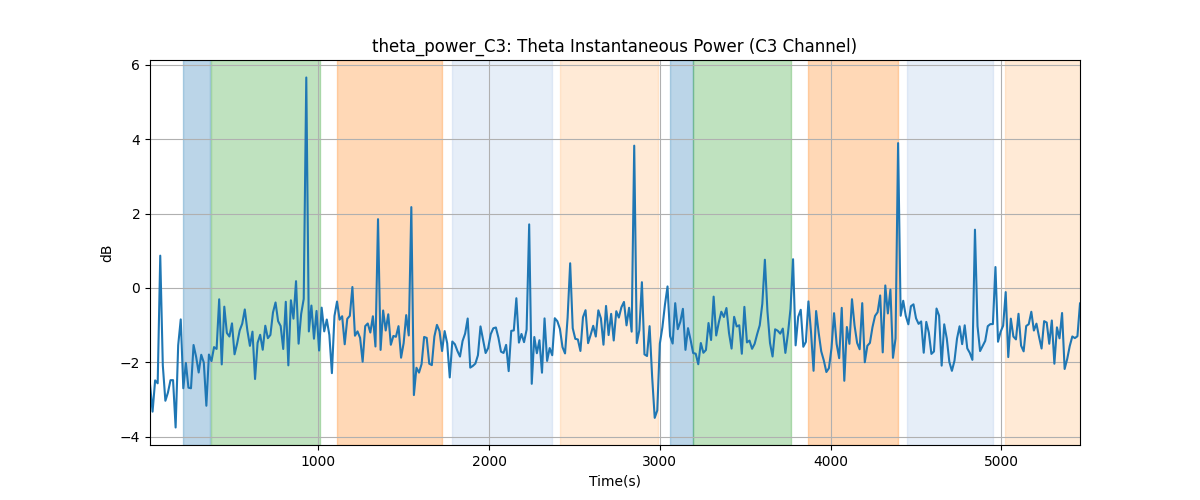 theta_power_C3: Theta Instantaneous Power (C3 Channel)
6
4
2
0
−2
−4
dB
1000 2000 3000 4000 5000
Time(s)